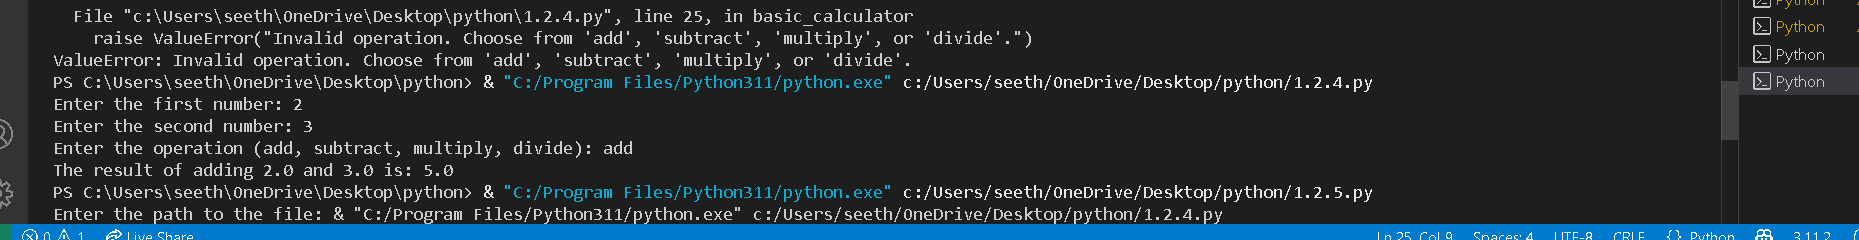 File "c:\Users\seeth\OneDrive\Desktop\python\1.2.4.py", line 25, in basic_calculator
raise ValueError("Invalid operation. Choose from 'add', 'subtract', 'multiply', or 'divide'.")
ValueError: Invalid operation. Choose from 'add', 'subtract', 'multiply', or 'divide'.
PS C:\Users\seeth\OneDrive\Desktop\python> & "C:/Program Files/Python311/python.exe" c:/Users/seeth/OneDrive/Desktop/python/1.2.4.py
Enter the first number: 2
Enter the second number: 3
Enter the operation (add, subtract, multiply, divide): add
The result of adding 2.0 and 3.0 is: 5.0
PS C:\Users\seeth\OneDrive\Desktop\python> & "C:/Program Files/Python311/python.exe" c:/Users/seeth/OneDrive/Desktop/python/1.2.5.py
Enter the path to the file: & "C:/Program Files/Python311/python.exe" c:/Users/seeth/OneDrive/Desktop/python/1.2.4.py
Python
Python
Python
Python
0 1 Live Share
Ln 25, Col 9 Spaces: 4 UTF-8 CRLF {} Python 3.11.2